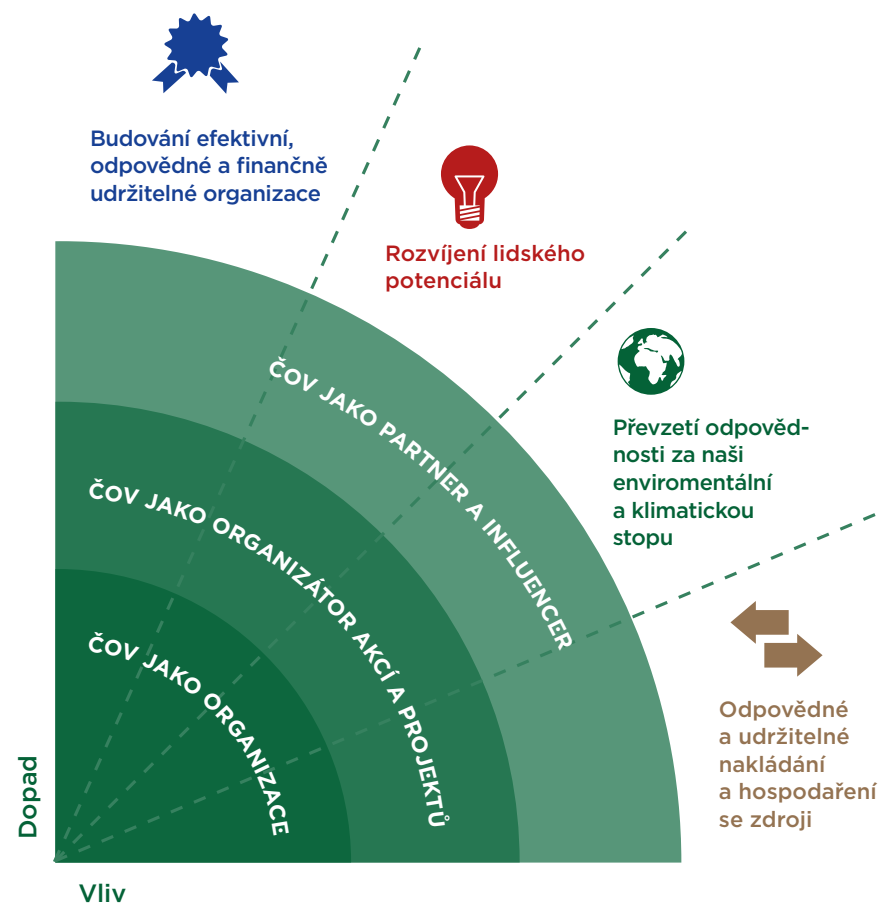 Budování efektivní,
odpovědné a finančně
udržitelné organizace
Rozvíjení lidského
potenciálu
Převzetí odpověd-
nosti za naši
enviromentální
a klimatickou
stopu
Odpovědné
a udržitelné
nakládání
a hospodaření
se zdroji
ČOV JAKO PARTNER A INFLUENCER
ČOV JAKO ORGANIZÁTOR AKCÍ A PROJEKTŮ
ČOV JAKO ORGANIZACE
Dopad
Vliv